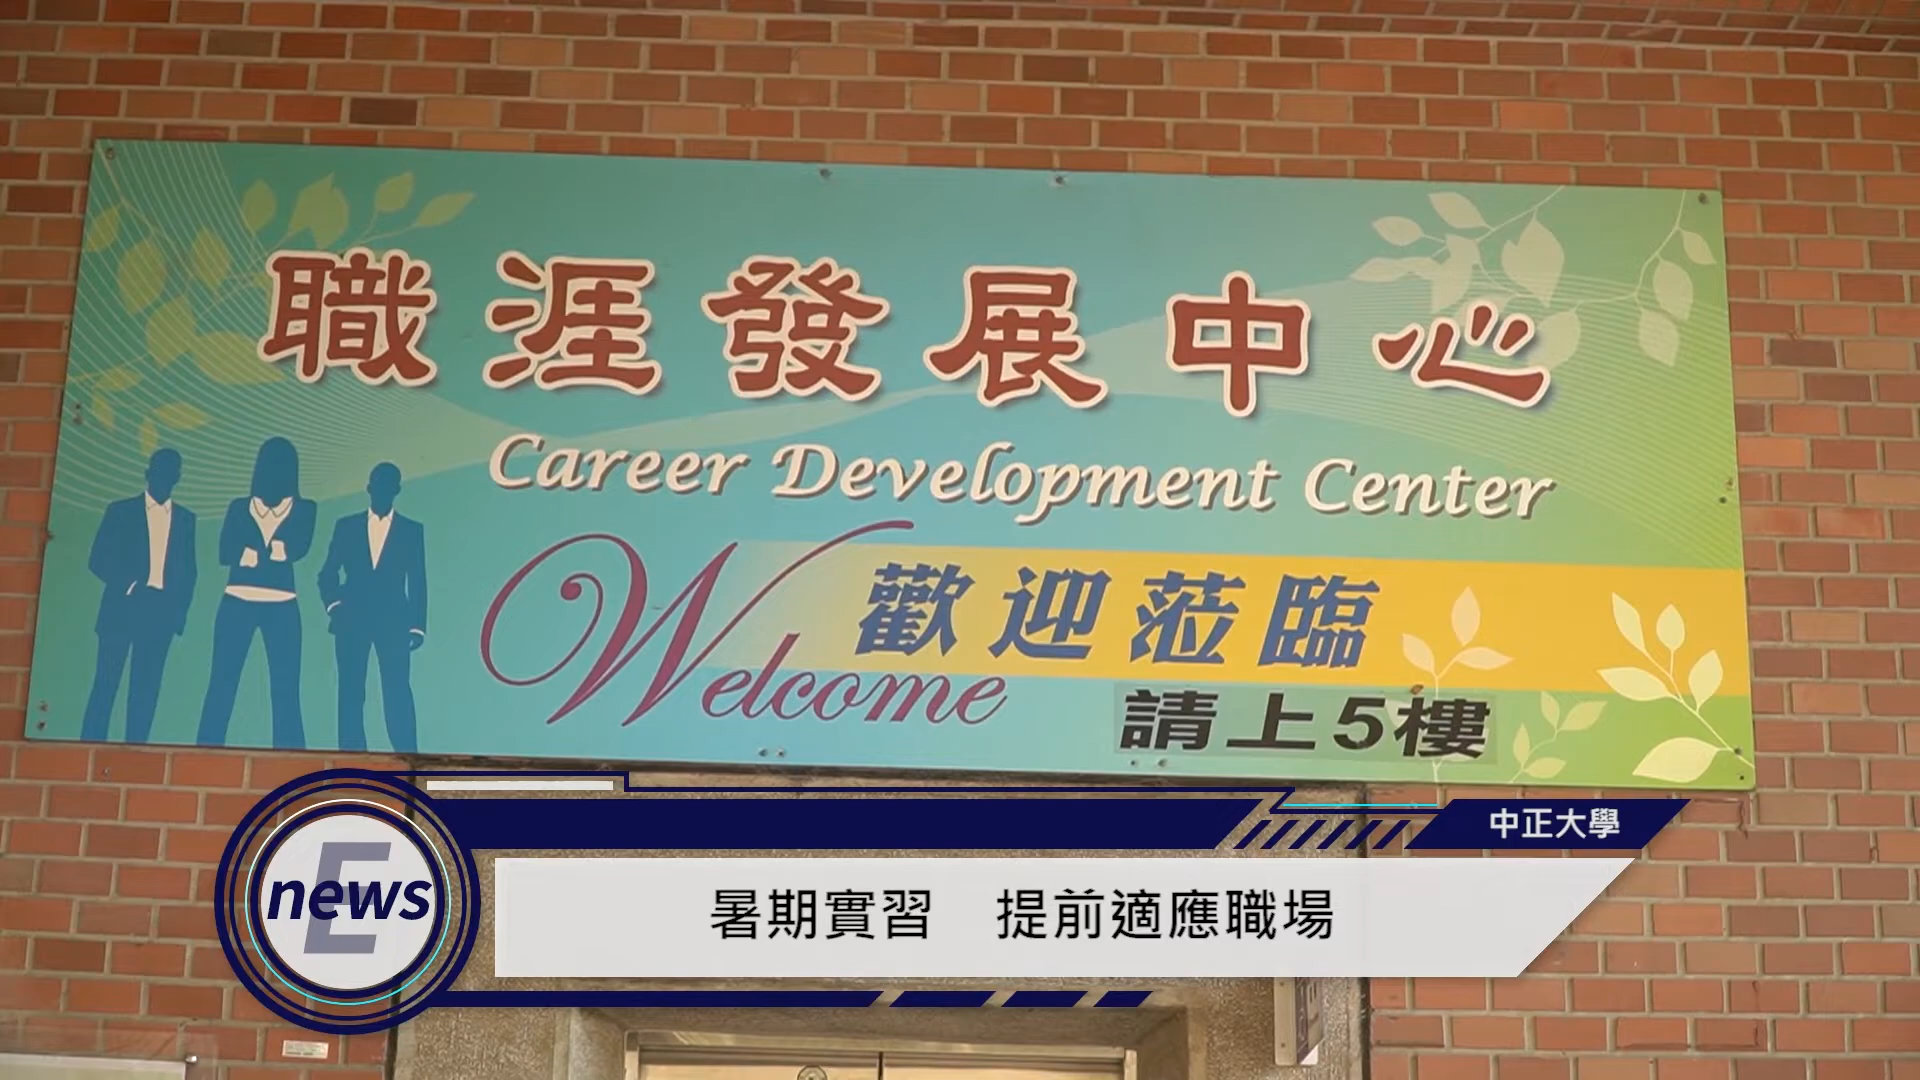 職涯發展中心
Career Development Center
Welcome 歡迎蒞臨
請上5樓
中正大學
E news
暑期實習 提前適應職場